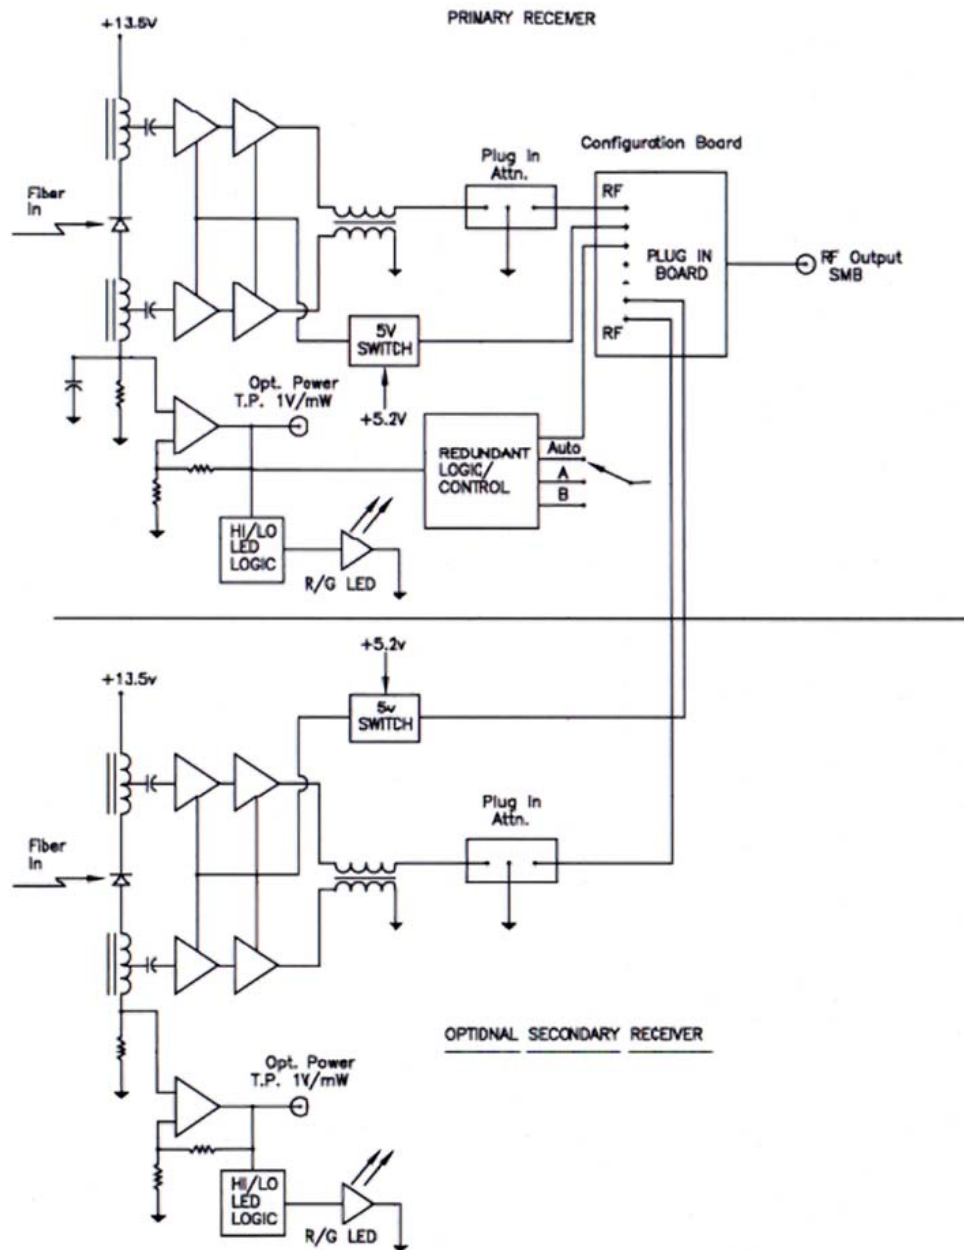 PRIMARY RECEIVER
+13.5V
Configuration Board
Plug In
Attn.
Fiber
In
RF
PLUG IN
BOARD
RF Output
SMB
RF
5V
SWITCH
+5.2V
Opt. Power
T.P. 1V/mW
REDUNDANT
LOGIC/
CONTROL
Auto
A
B
HI/LO
LED
LOGIC
R/G LED
+5.2v
+13.5v
5v
SWITCH
Plug In
Attn.
Fiber
In
OPTIONAL SECONDARY RECEIVER
Opt. Power
T.P. 1V/mW
HI/LO
LED
LOGIC
R/G LED